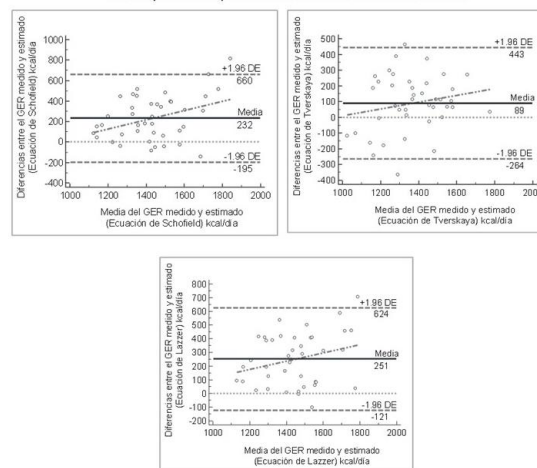 Diferencias entre el GER medido y estimado
(Ecuación de Schofield) kcal/día
1000
800
600
400
200
0
-200
-400
+1.96 DE
660
Media
232
-1.96 DE
-195
1000 1200 1400 1600 1800 2000
Media del GER medido y estimado
(Ecuación de Schofield) kcal/día
Diferencias entre el GER medido y estimado
(Ecuación de Tverskaya) kcal/día
500
400
300
200
100
0
-100
-200
-300
-400
+1.96 DE
443
Media
89
-1.96 DE
-264
1000 1200 1400 1600 1800 2000
Media del GER medido y estimado
(Ecuación de Tverskaya) kcal/día
Diferencias entre el GER medido y estimado
(Ecuación de Lazzer) kcal/día
800
700
600
500
400
300
200
100
0
-100
-200
+1.96 DE
624
Media
251
-1.96 DE
-121
1000 1200 1400 1600 1800 2000
Media del GER medido y estimado
(Ecuación de Lazzer) kcal/día